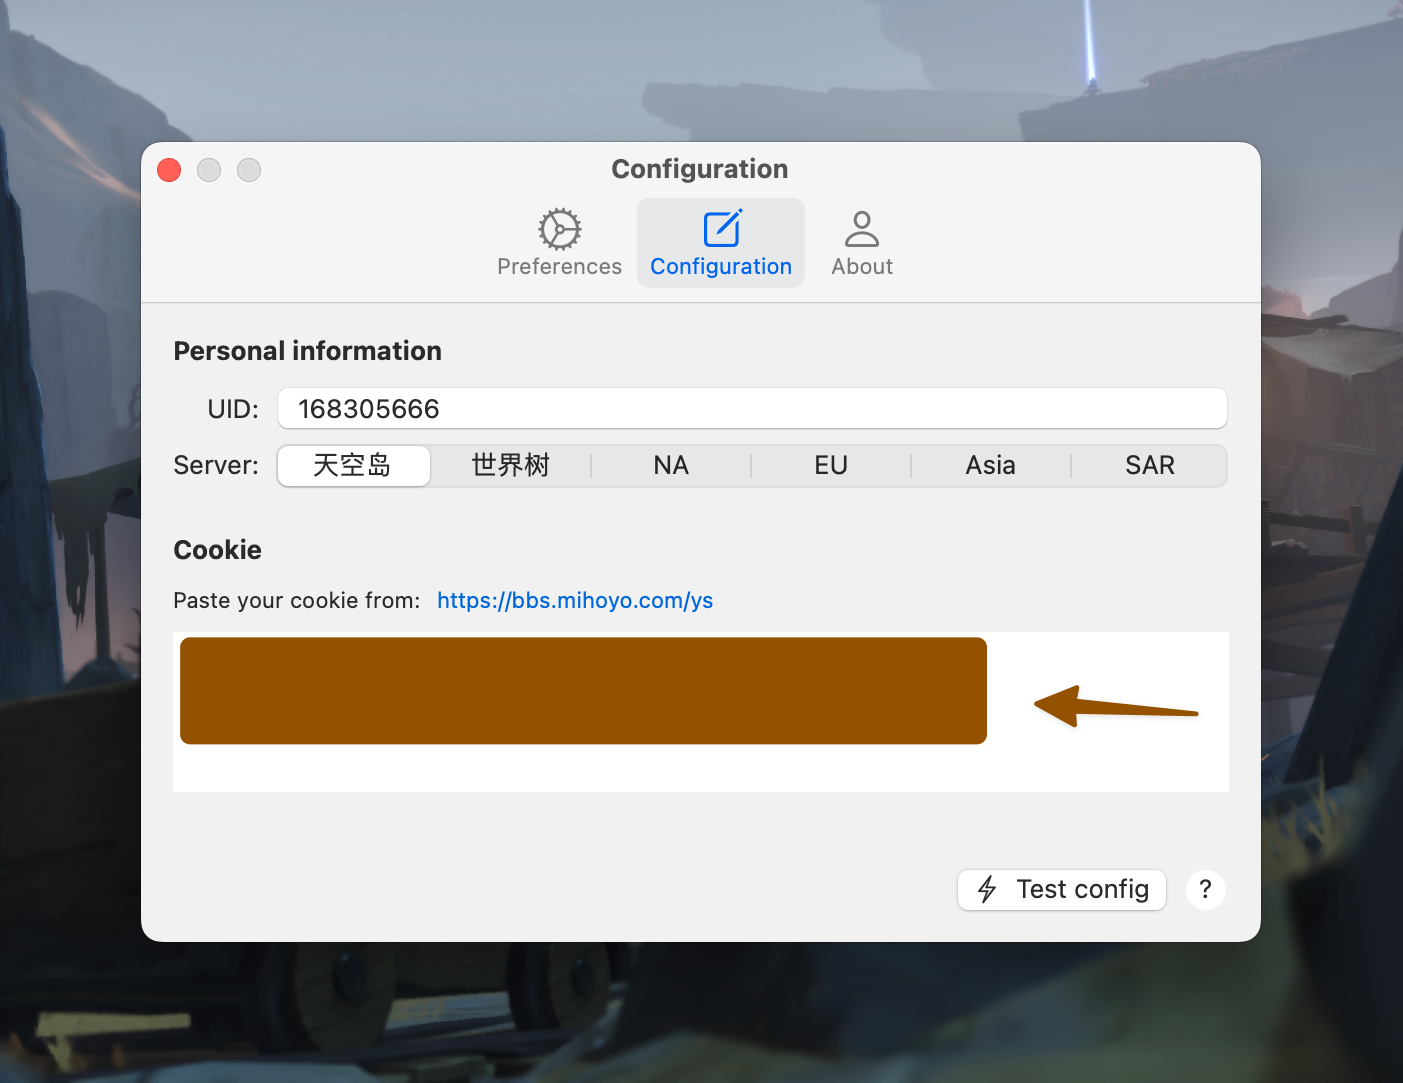 Configuration
Preferences
Configuration
About
Personal information
UID: 168305666
Server: 天空岛 世界树 NA EU Asia SAR
Cookie
Paste your cookie from: https://bbs.mihoyo.com/ys
Test config ?